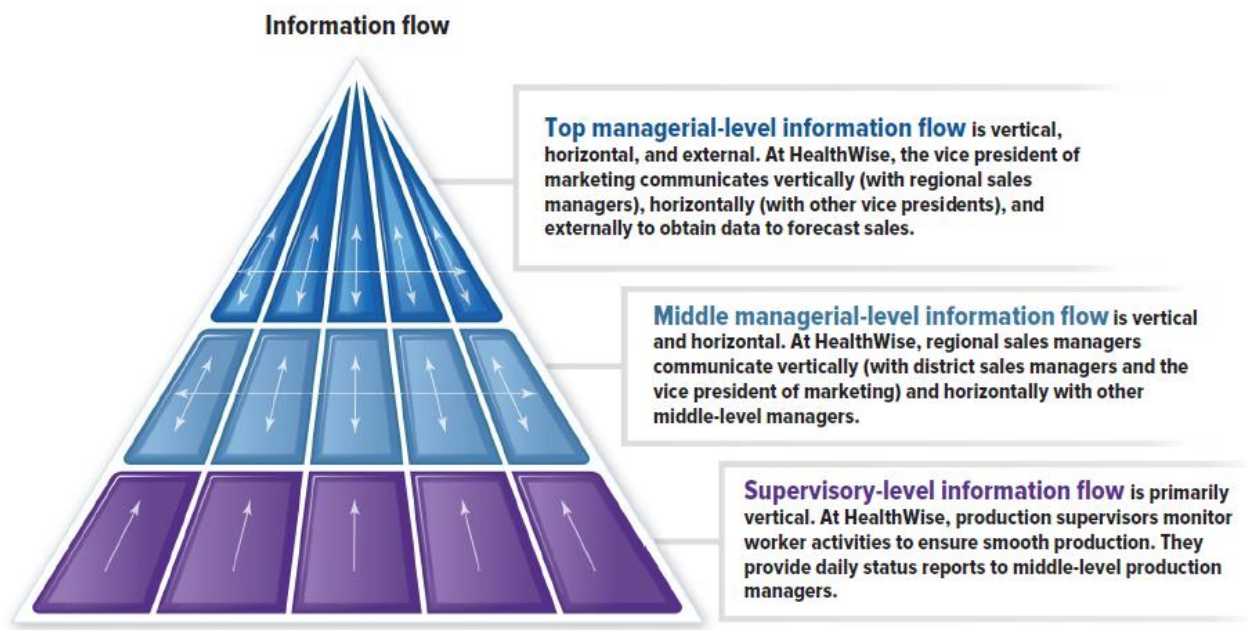 Information flow
Top managerial-level information flow is vertical,
horizontal, and external. At HealthWise, the vice president of
marketing communicates vertically (with regional sales
managers), horizontally (with other vice presidents), and
externally to obtain data to forecast sales.
Middle managerial-level information flow is vertical
and horizontal. At HealthWise, regional sales managers
communicate vertically (with district sales managers and the
vice president of marketing) and horizontally with other
middle-level managers.
Supervisory-level information flow is primarily
vertical. At HealthWise, production supervisors monitor
worker activities to ensure smooth production. They
provide daily status reports to middle-level production
managers.